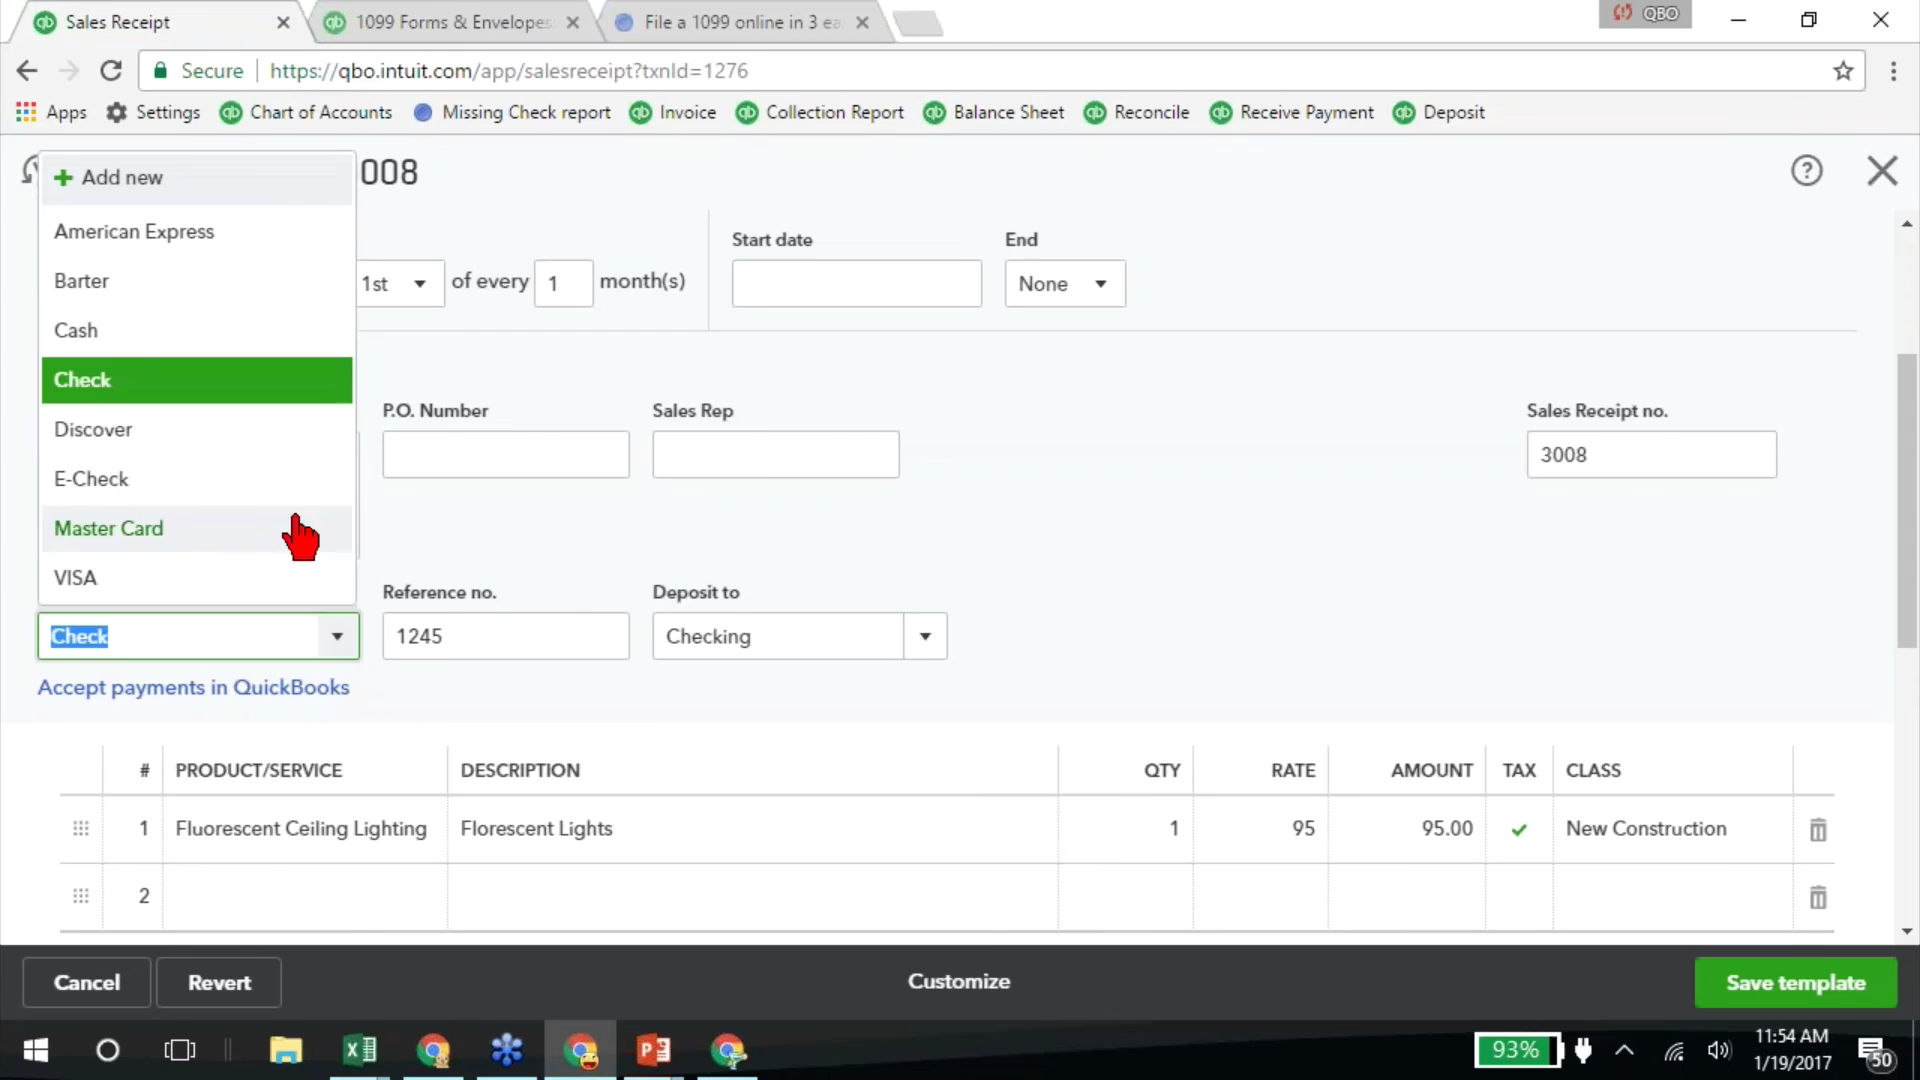 Sales Receipt
1099 Forms & Envelopes
File a 1099 online in 3 ea
QBO
Secure
https://qbo.intuit.com/app/salesreceipt?txnId=1276
Apps
Settings
Chart of Accounts
Missing Check report
Invoice
Collection Report
Balance Sheet
Reconcile
Receive Payment
Deposit
008
+ Add new
American Express
Barter
Cash
Check
Discover
E-Check
Master Card
VISA
1st
of every
1
month(s)
Start date
End
None
P.O. Number
Sales Rep
Sales Receipt no.
3008
Reference no.
Deposit to
Check
1245
Checking
Accept payments in QuickBooks
# PRODUCT/SERVICE DESCRIPTION QTY RATE AMOUNT TAX CLASS
1 Fluorescent Ceiling Lighting Florescent Lights 1 95 95.00 New Construction
2
Cancel
Revert
Customize
Save template
93%
11:54 AM
1/19/2017
50